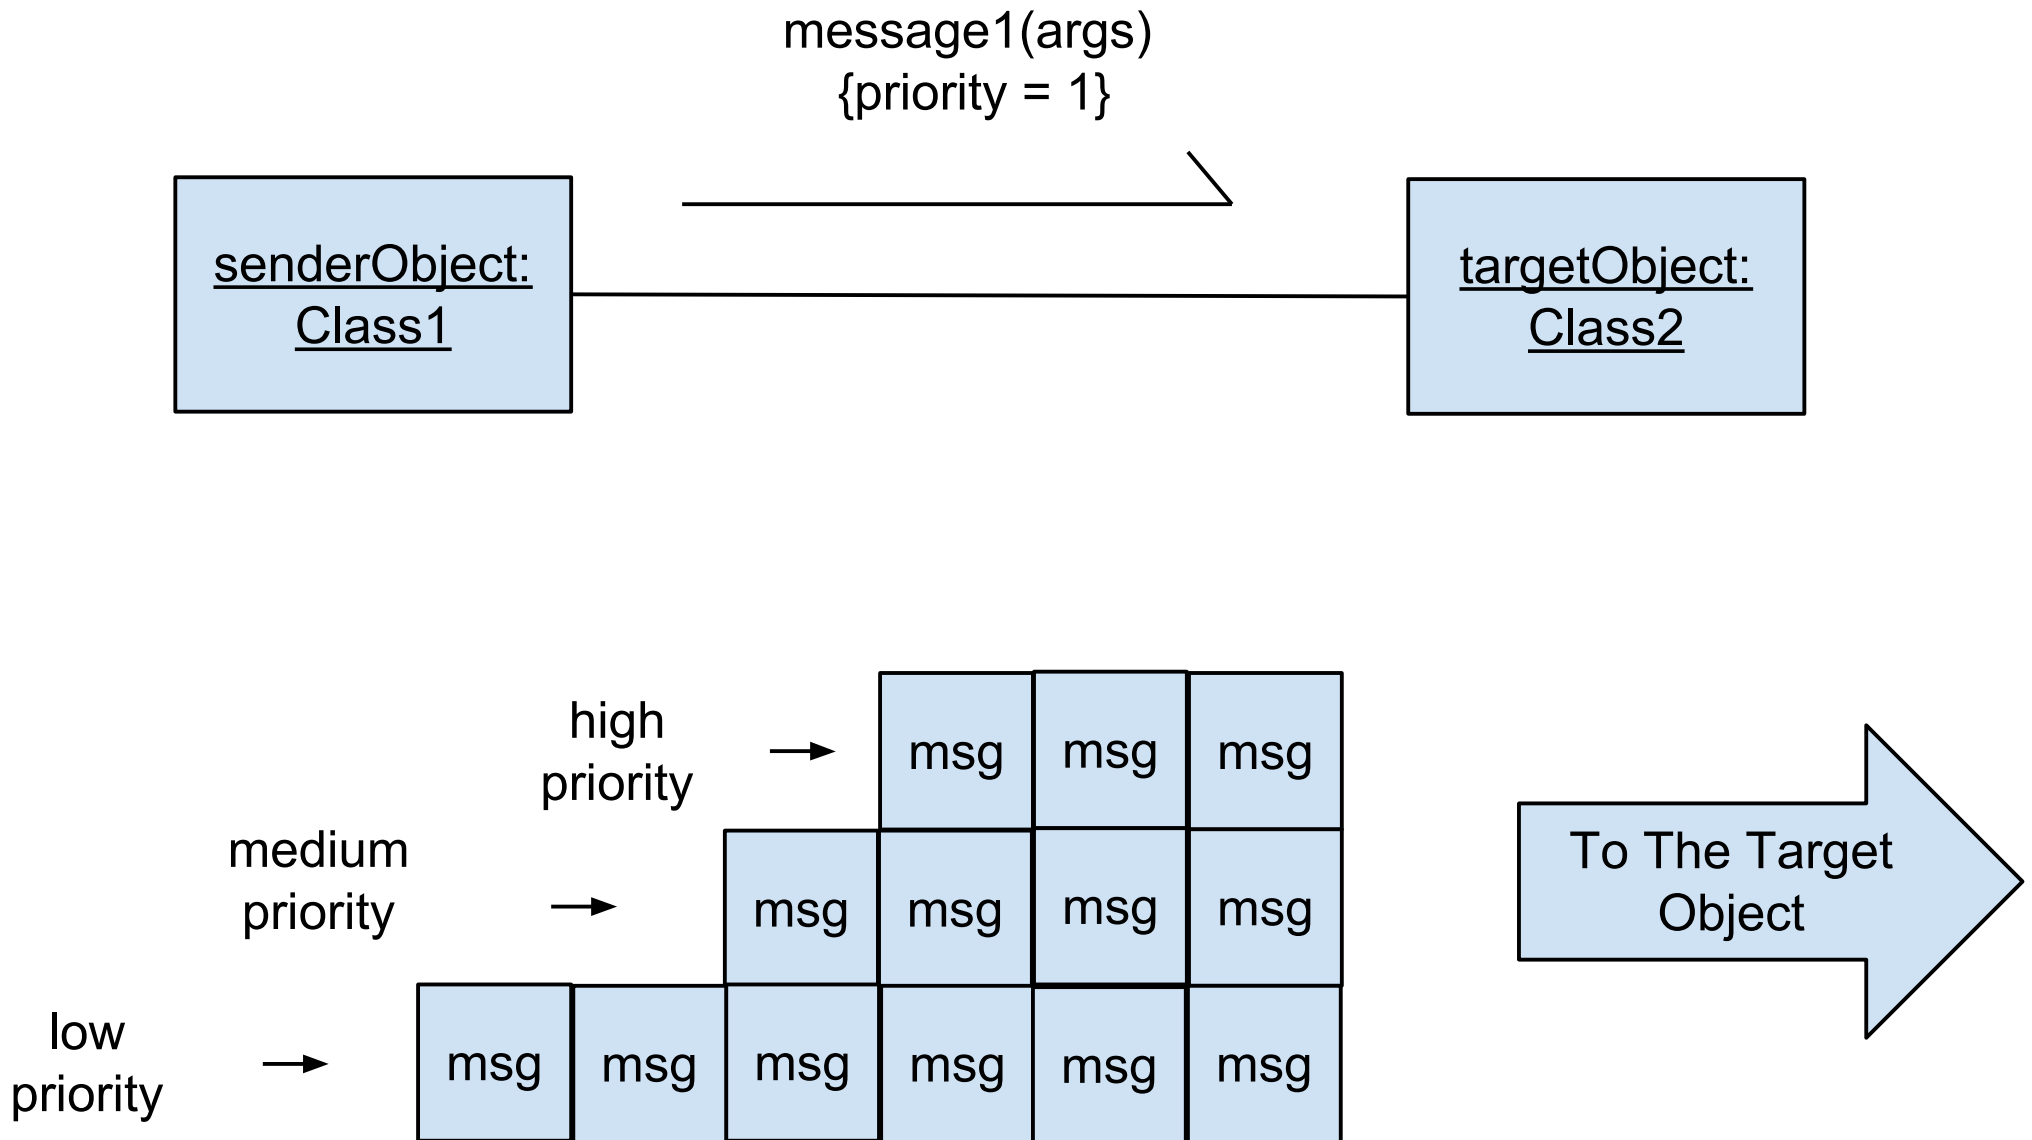 message1(args)
{priority = 1}
senderObject:
Class1
targetObject:
Class2
high
priority
msg msg msg
medium
priority
msg msg msg msg
To The Target
Object
low
priority
msg msg msg msg msg msg